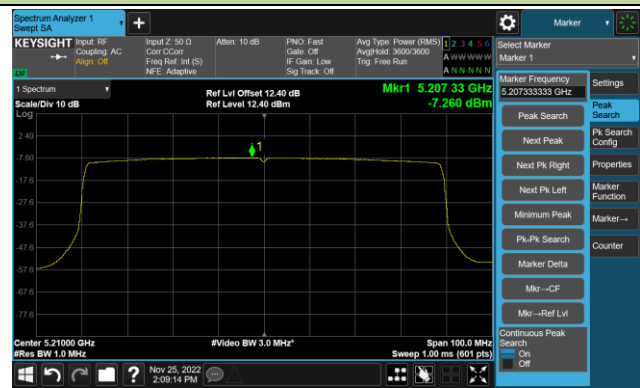 Spectrum Analyzer 1
Swept SA
Marker
KEYSIGHT
Input: RF
Coupling: AC
Align: Off
Input Z: 50 Ω
Corr CCorr
Freq Ref: Int (S)
NFE: Adaptive
Atten: 10 dB
PNO: Fast
Gate: Off
IF Gain: Low
Sig Track: Off
Avg Type: Power (RMS)
Avg|Hold: 3600/3600
Trig: Free Run
1 2 3 4 5 6
A W W W W W
A N N N N N
LXI
Select Marker
Marker 1
1 Spectrum
Scale/Div 10 dB
Log
Ref Lvl Offset 12.40 dB
Ref Level 12.40 dBm
Mkr1 5.207 33 GHz
-7.260 dBm
2.40
-7.60
-17.6
-27.6
-37.6
-47.6
-57.6
-67.6
-77.6
1
Center 5.21000 GHz
#Res BW 1.0 MHz
#Video BW 3.0 MHz*
Span 100.0 MHz
Sweep 1.00 ms (601 pts)
Marker Frequency
5.207333333 GHz
Peak Search
Next Peak
Next Pk Right
Next Pk Left
Minimum Peak
Pk-Pk Search
Marker Delta
Mkr→CF
Mkr→Ref Lvl
Continuous Peak
Search
On
Off
Settings
Peak
Search
Pk Search
Config
Properties
Marker
Function
Marker→
Counter
Nov 25, 2022
2:09:14 PM